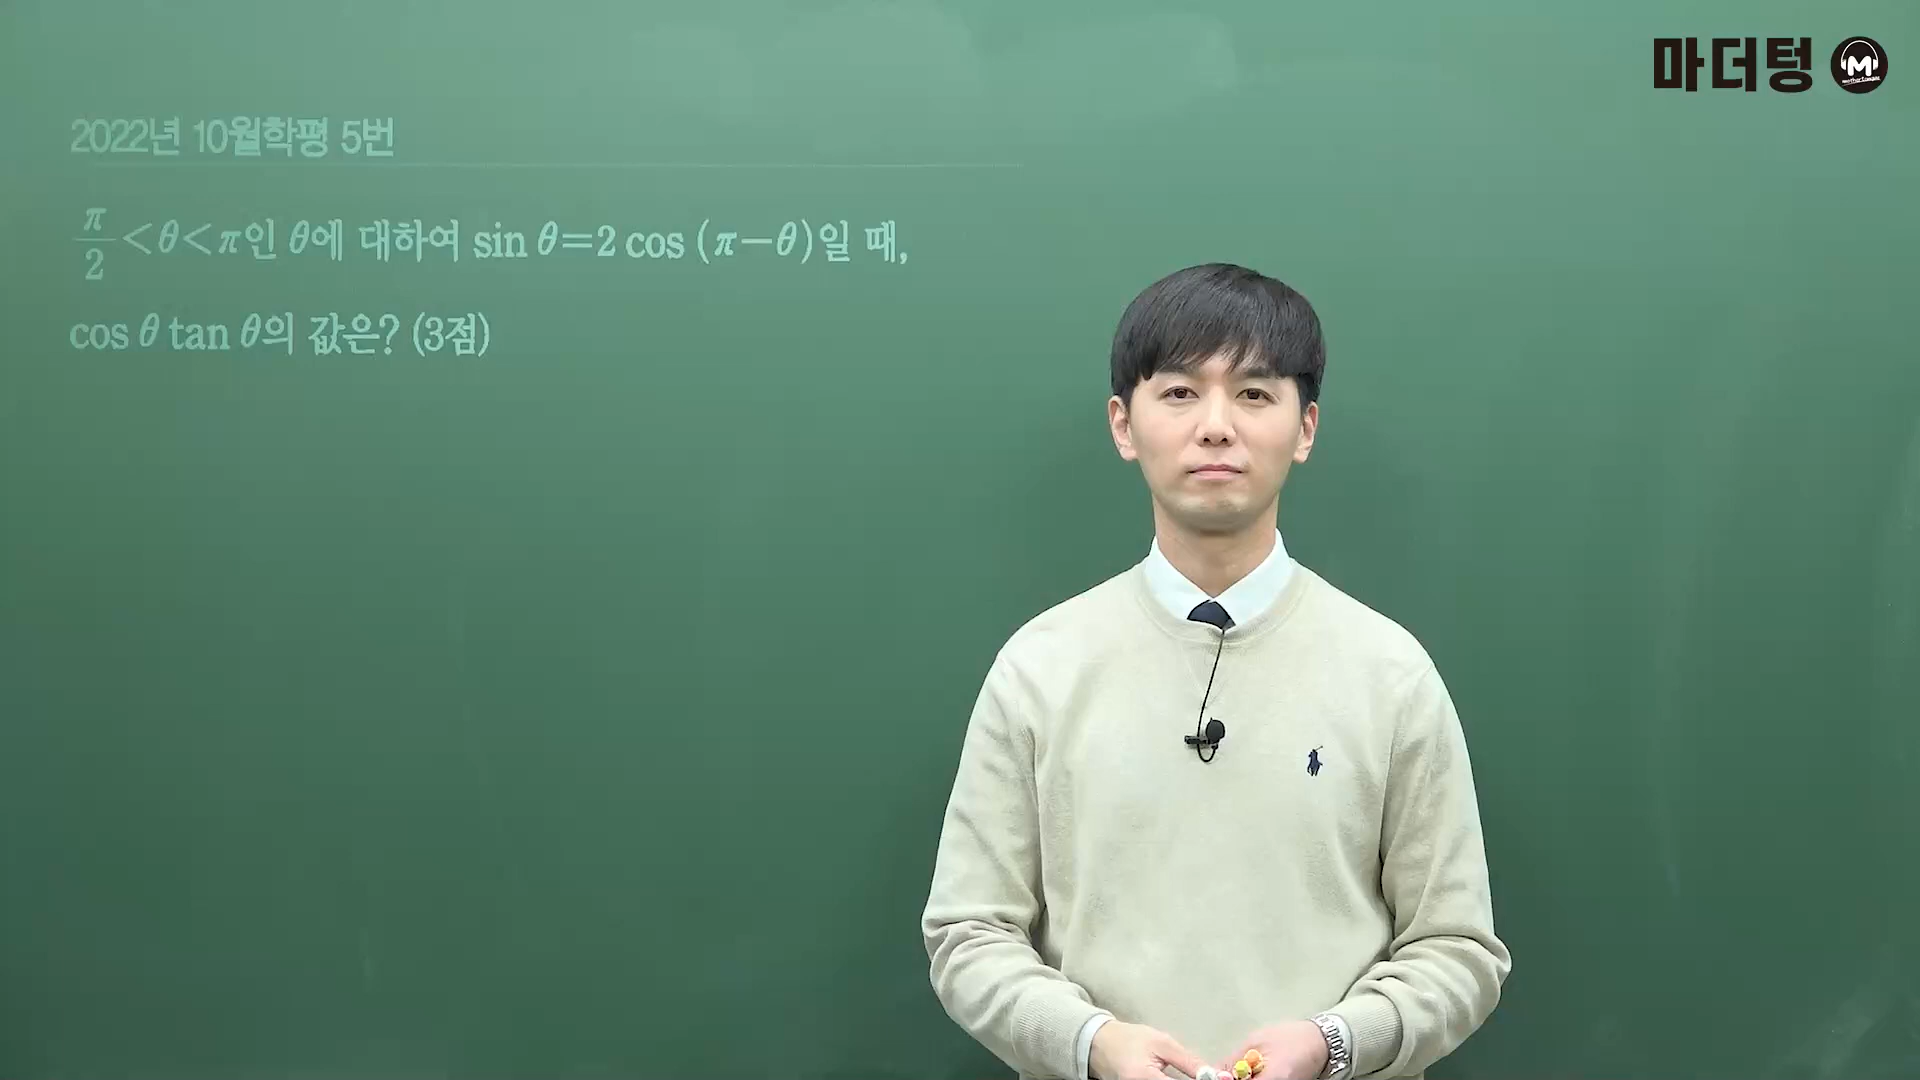 마더텅
2022년 10월학평 5번
π/2<θ<π인 θ에 대하여 sin θ=2 cos (π−θ)일 때,
cos θ tan θ의 값은? (3점)